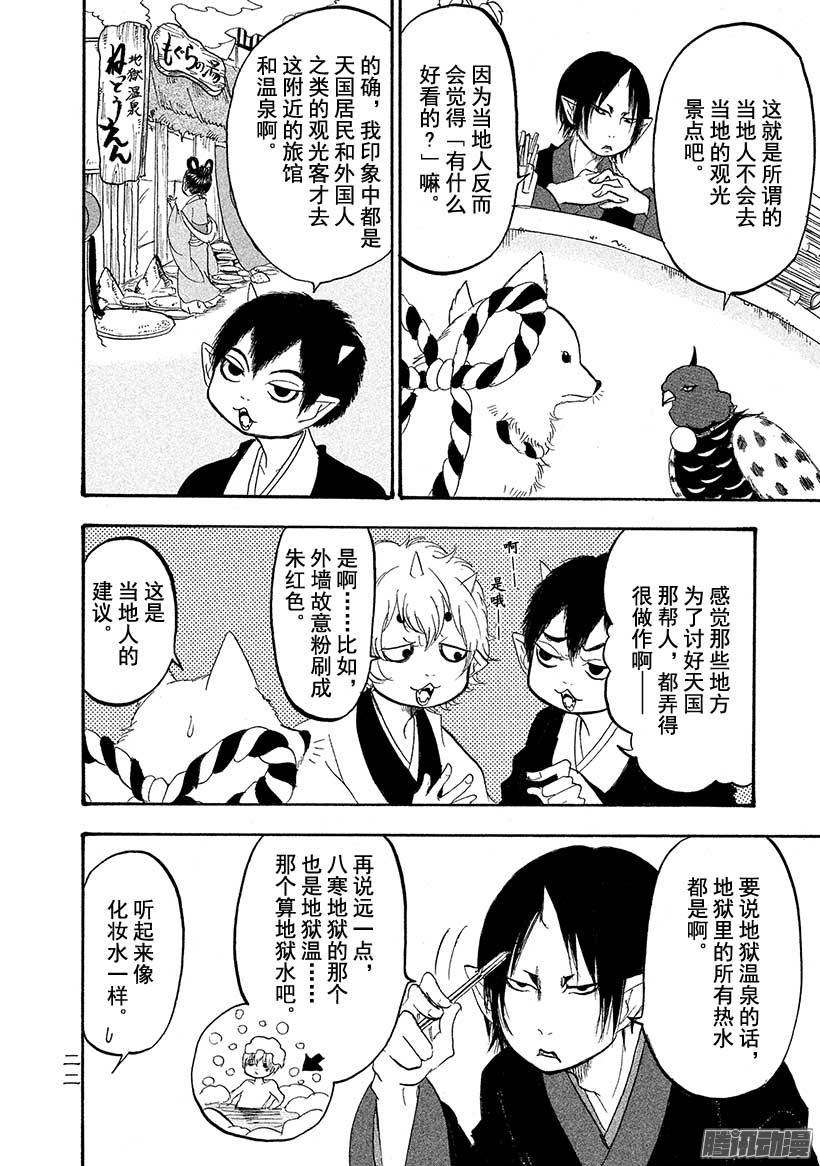 这就是所谓的
当地人不会去
当地的观光
景点吧。
因为当地人反而
会觉得「有什么
好看的？」嘛。
的确，我印象中都是
天国居民和外国人
之类的观光客才去
这附近的旅馆
和温泉啊。
もぐらの湯
地獄温泉
ねどうえん
感觉那些地方
为了讨好天国
那帮人，都弄得
很做作啊——
啊——
是哦——
是啊……比如，
外墙故意粉刷成
朱红色。
这是
当地人的
建议。
要说地狱温泉的话，
地狱里的所有热水
都是啊。
再说远一点，
八寒地狱的那个
也是地狱温……
那个算地狱水吧。
听起来像
化妆水一样。
二二
腾讯动漫